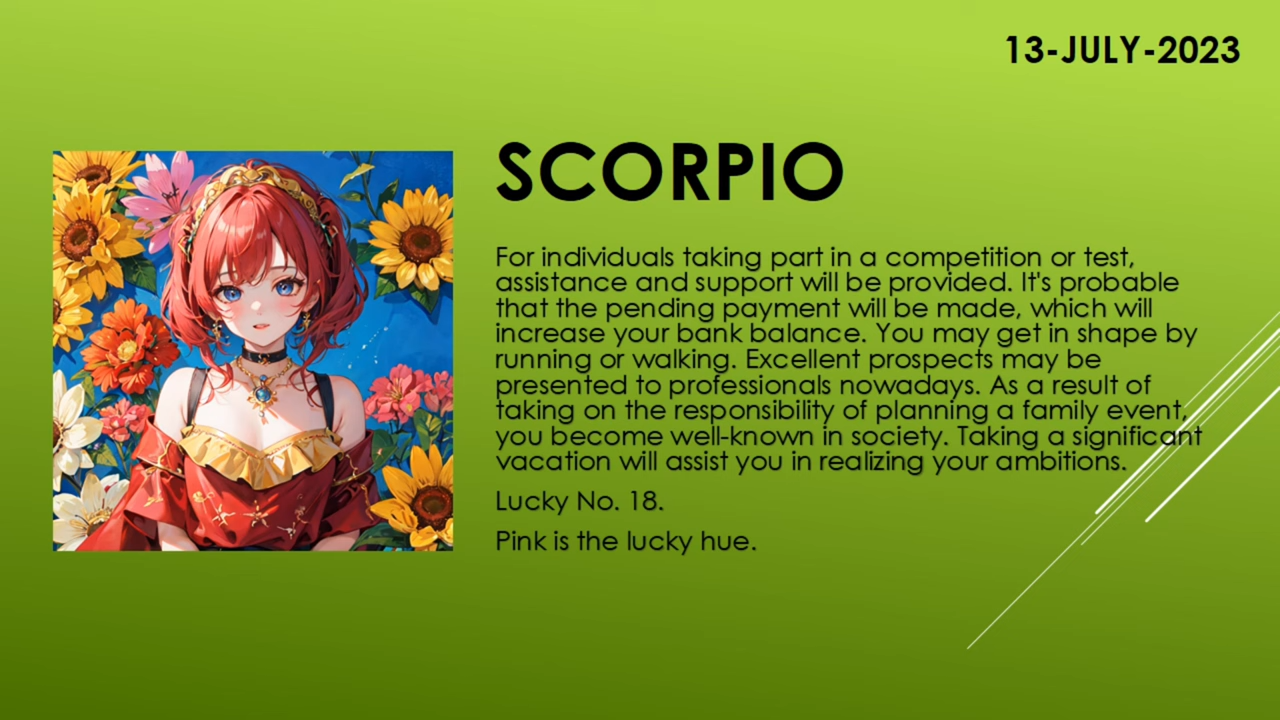 13-JULY-2023
SCORPIO
For individuals taking part in a competition or test,
assistance and support will be provided. It's probable
that the pending payment will be made, which will
increase your bank balance. You may get in shape by
running or walking. Excellent prospects may be
presented to professionals nowadays. As a result of
taking on the responsibility of planning a family event,
you become well-known in society. Taking a significant
vacation will assist you in realizing your ambitions.
Lucky No. 18.
Pink is the lucky hue.